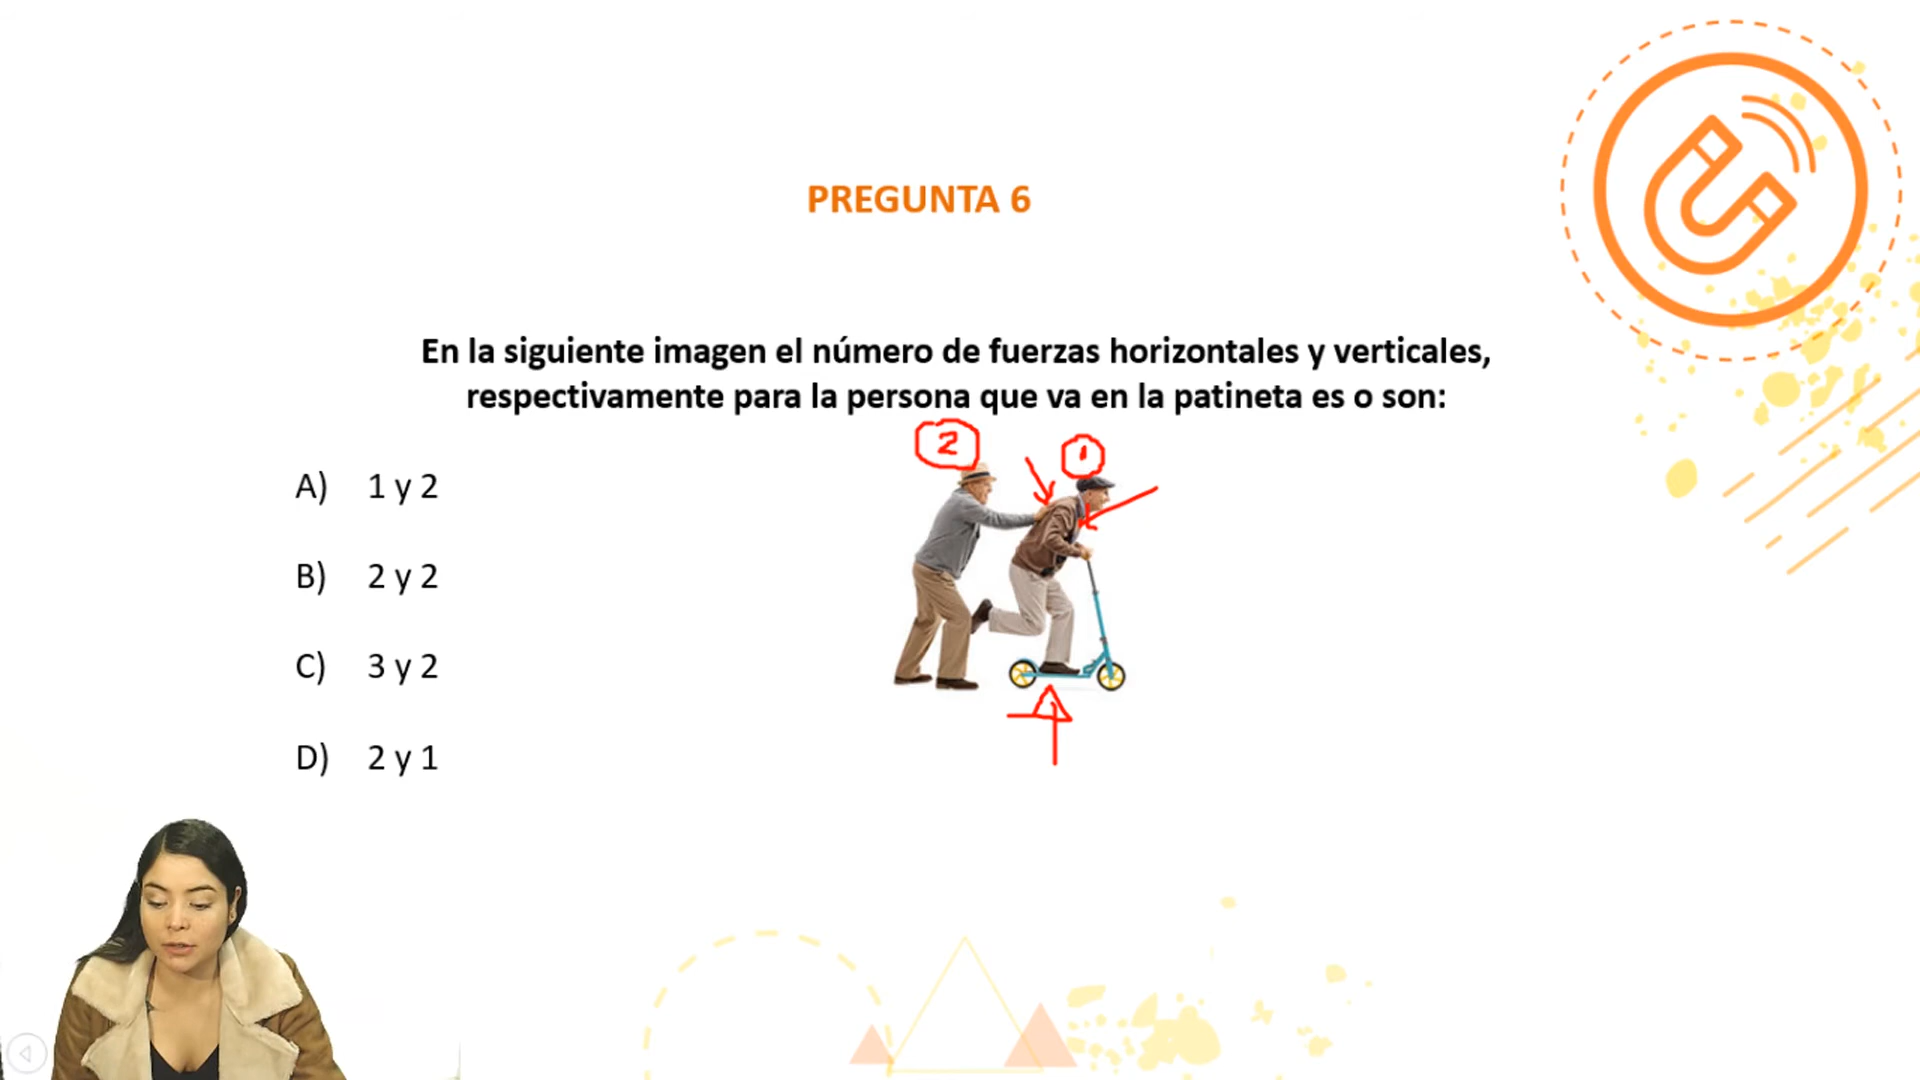 PREGUNTA 6
En la siguiente imagen el número de fuerzas horizontales y verticales,
respectivamente para la persona que va en la patineta es o son:
2
1
A) 1 y 2
B) 2 y 2
C) 3 y 2
D) 2 y 1